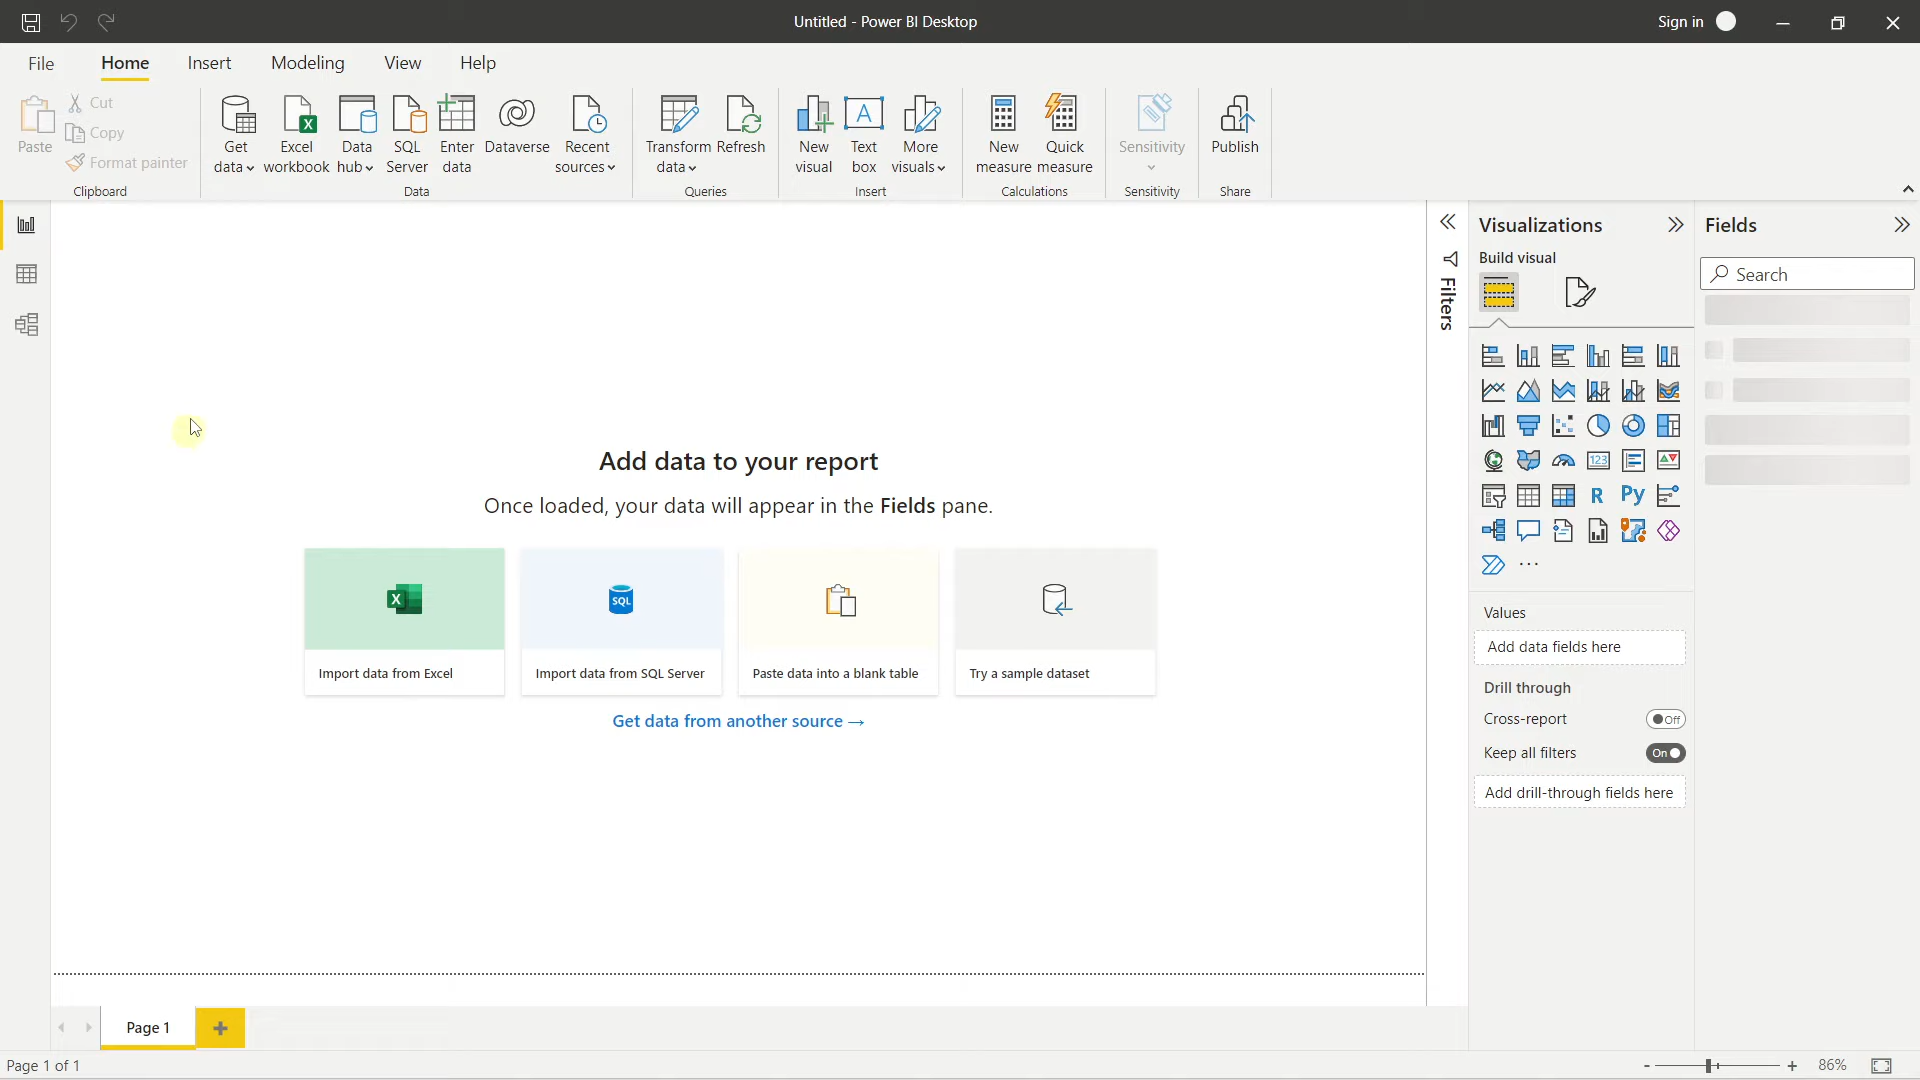 Untitled - Power BI Desktop
Sign in
File Home Insert Modeling View Help
Paste
Cut
Copy
Format painter
Clipboard
Get data
Excel workbook
Data hub
SQL Server
Enter data
Dataverse
Recent sources
Data
Transform data
Refresh
Queries
New visual
A
Text box
More visuals
Insert
New measure
Quick measure
Calculations
Sensitivity
Sensitivity
Publish
Share
Filters
Visualizations
Build visual
123
R
Py
...
Values
Add data fields here
Drill through
Cross-report
Off
Keep all filters
On
Add drill-through fields here
Fields
Search
Add data to your report
Once loaded, your data will appear in the Fields pane.
X
SQL
Import data from Excel
Import data from SQL Server
Paste data into a blank table
Try a sample dataset
Get data from another source →
Page 1
+
Page 1 of 1
- + 86%